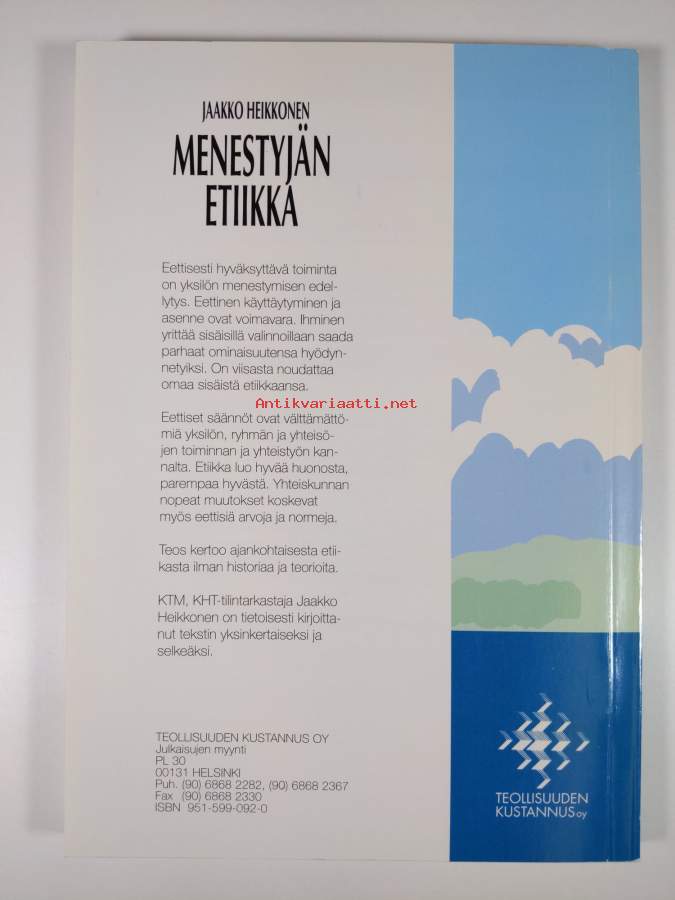 JAAKKO HEIKKONEN
MENESTYJÄN
ETIIKKA
Eettisesti hyväksyttävä toiminta
on yksilön menestymisen edel-
lytys. Eettinen käyttäytyminen ja
asenne ovat voimavara. Ihminen
yrittää sisäisillä valinnoillaan saada
parhaat ominaisuutensa hyödyn-
netyiksi. On viisasta noudattaa
omaa sisäistä etiikkaansa.
Antikvariaatti.net
Eettiset säännöt ovat välttämättö-
miä yksilön, ryhmän ja yhteisö-
jen toiminnan ja yhteistyön kan-
nalta. Etiikka luo hyvää huonosta,
parempaa hyvästä. Yhteiskunnan
nopeat muutokset koskevat
myös eettisiä arvoja ja normeja.
Teos kertoo ajankohtaisesta etii-
kasta ilman historiaa ja teorioita.
KTM, KHT-tilintarkastaja Jaakko
Heikkonen on tietoisesti kirjoitta-
nut tekstin yksinkertaiseksi ja
selkeäksi.
TEOLLISUUDEN KUSTANNUS OY
Julkaisujen myynti
PL 30
00131 HELSINKI
Puh. (90) 6868 2282, (90) 6868 2367
Fax (90) 6868 2330
ISBN 951-599-092-0
TEOLLISUUDEN
KUSTANNUS oy